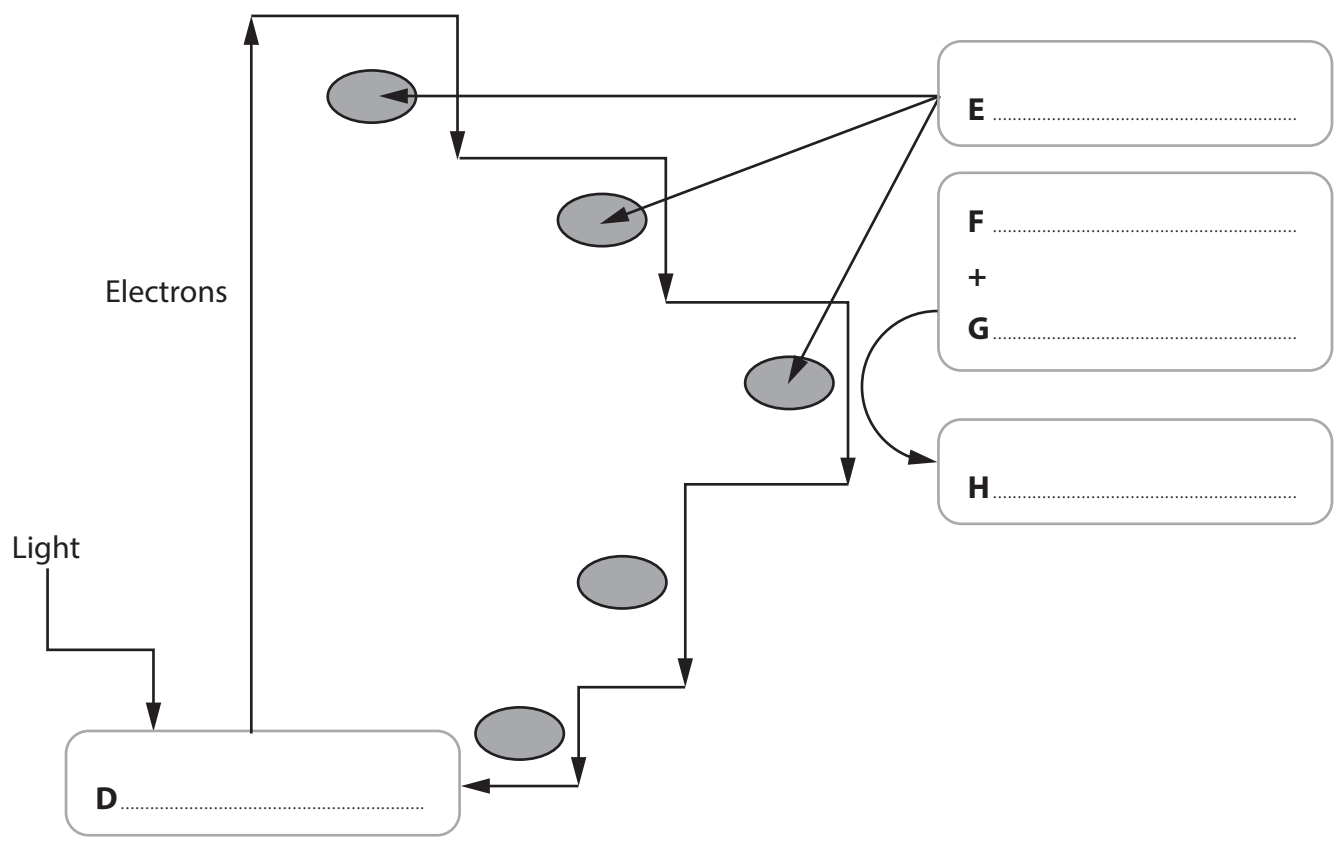 E ........................................
F ........................................
+
G ........................................
Electrons
H ........................................
Light
D ........................................